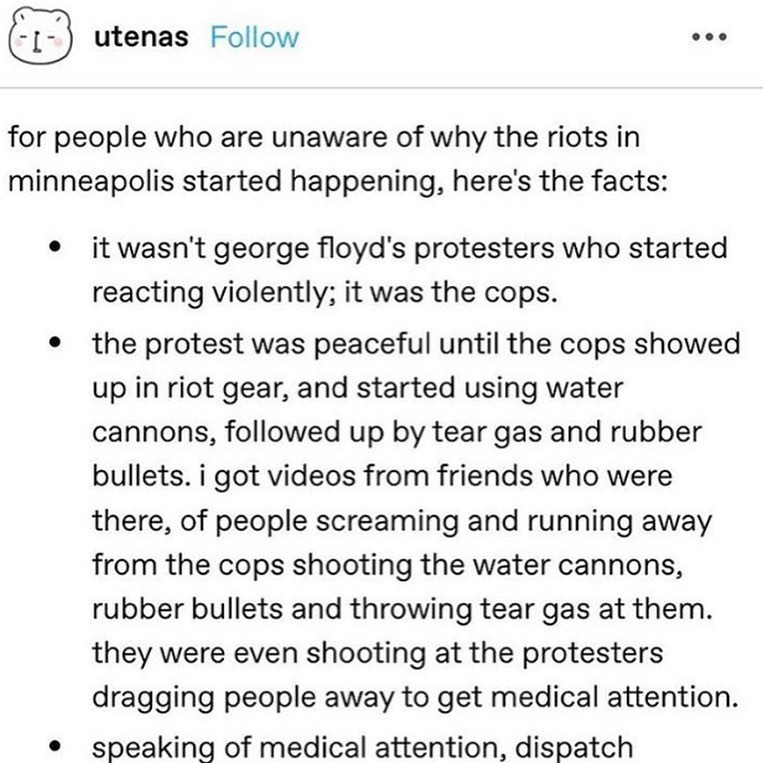 utenas Follow
for people who are unaware of why the riots in
minneapolis started happening, here's the facts:
• it wasn't george floyd's protesters who started
reacting violently; it was the cops.
• the protest was peaceful until the cops showed
up in riot gear, and started using water
cannons, followed up by tear gas and rubber
bullets. i got videos from friends who were
there, of people screaming and running away
from the cops shooting the water cannons,
rubber bullets and throwing tear gas at them.
they were even shooting at the protesters
dragging people away to get medical attention.
• speaking of medical attention, dispatch